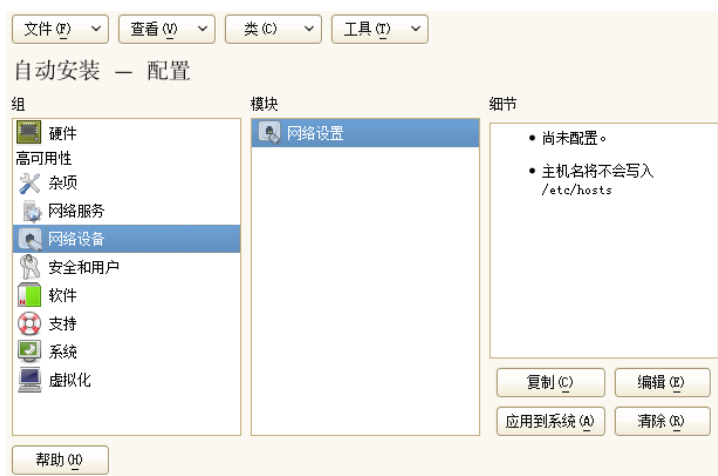 文件(F) 查看(V) 类(C) 工具(T)
自动安装 — 配置
组 模块 细节
硬件
高可用性
杂项
网络服务
网络设备
安全和用户
软件
支持
系统
虚拟化
网络设置
• 尚未配置。
• 主机名将不会写入
/etc/hosts
复制(C) 编辑(E)
应用到系统(A) 清除(R)
帮助(H)